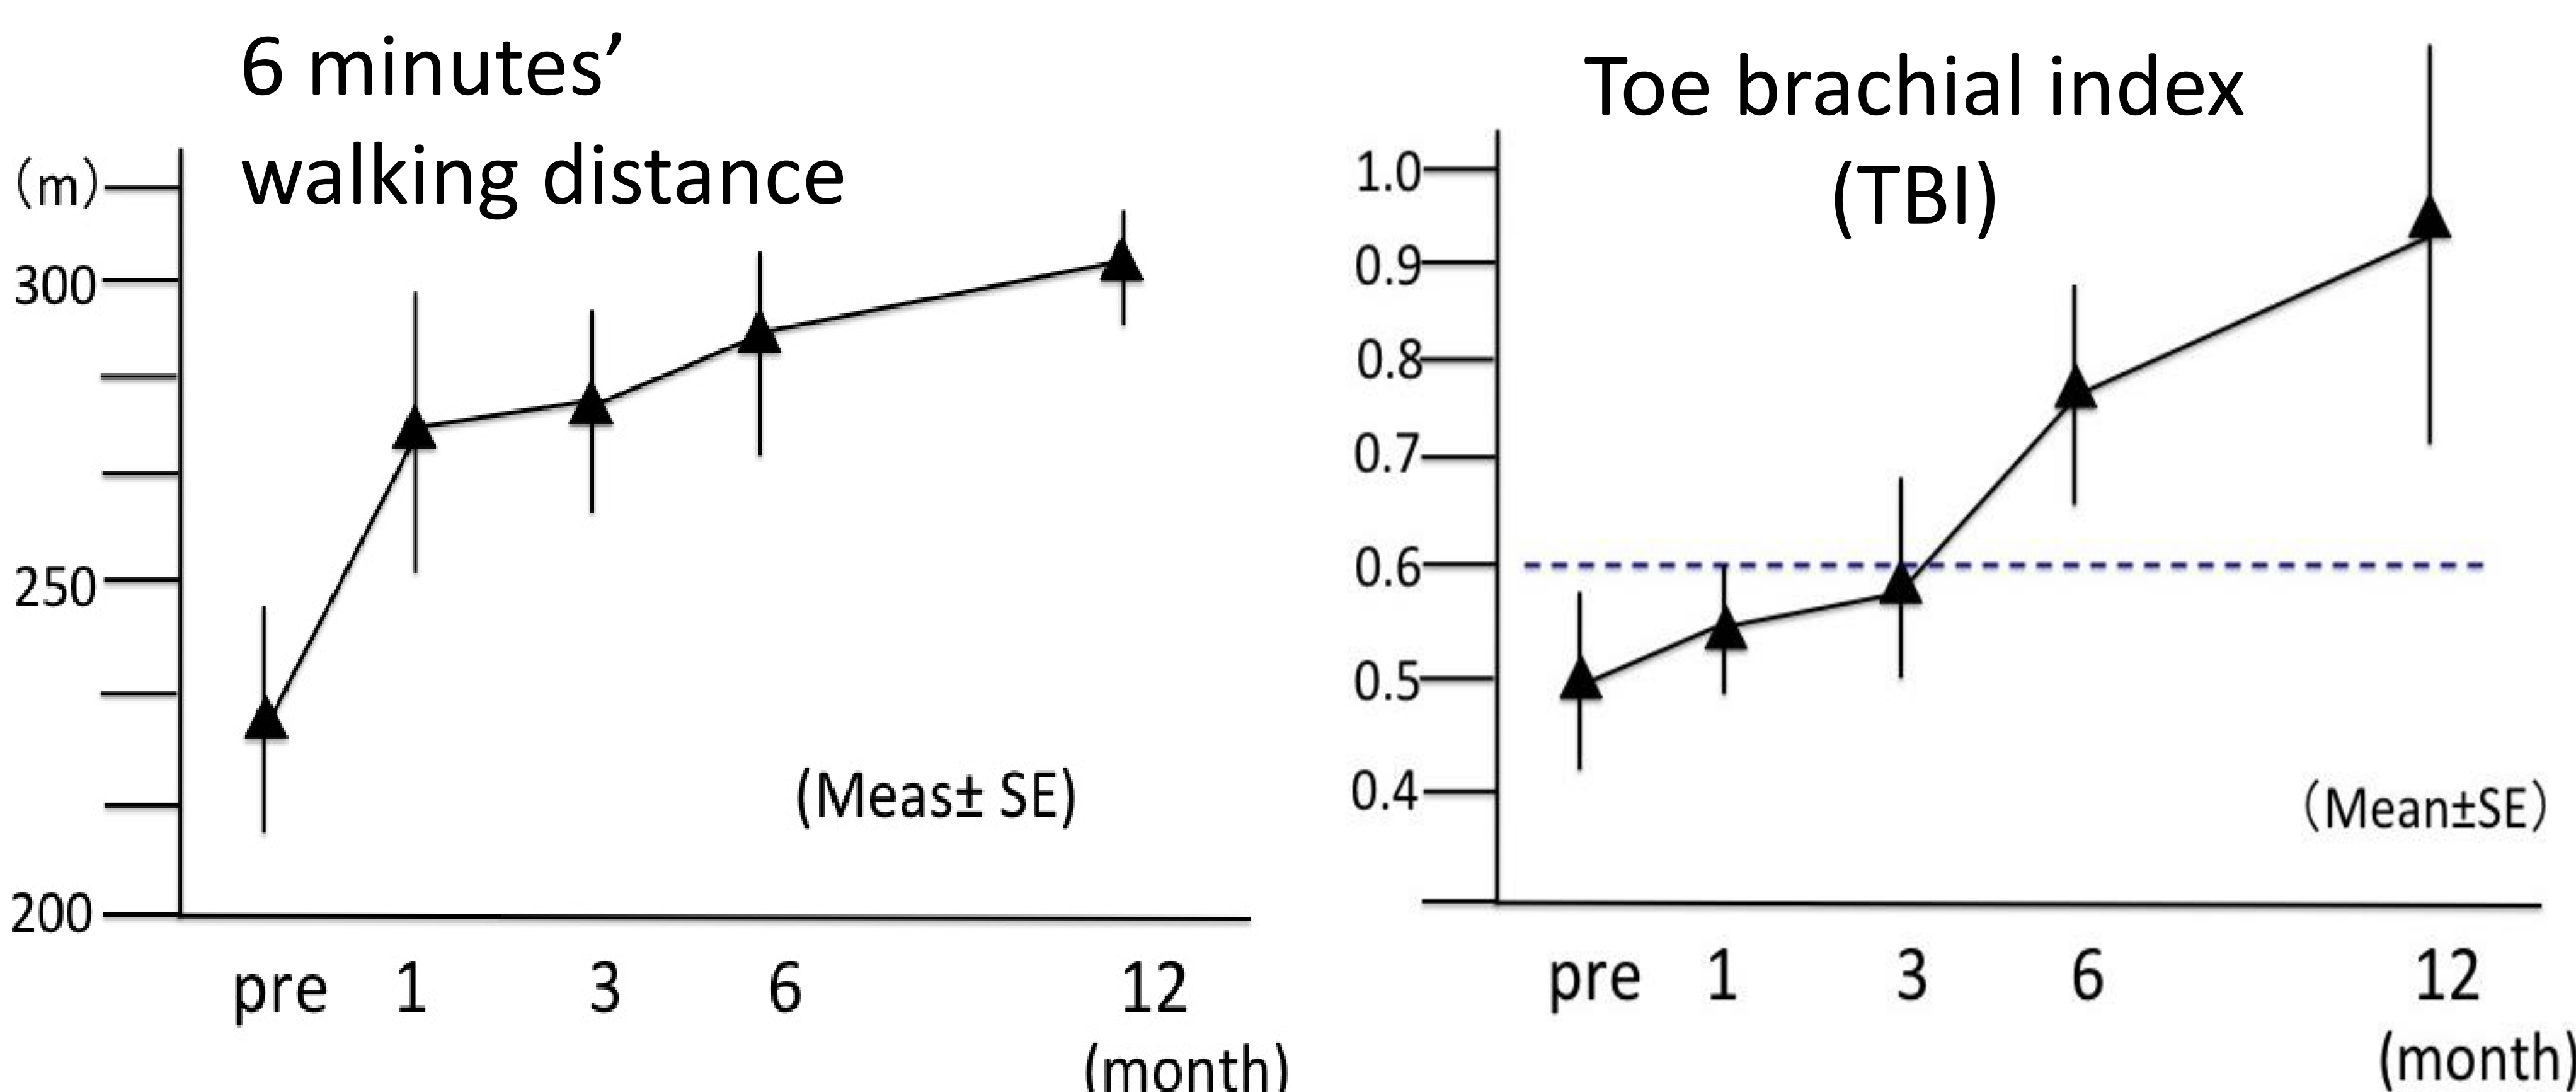 6 minutes’
walking distance
（m）
300
250
200
(Meas± SE)
pre 1 3 6 12
(month)
Toe brachial index
(TBI)
1.0
0.9
0.8
0.7
0.6
0.5
0.4
（Mean±SE）
pre 1 3 6 12
(month)